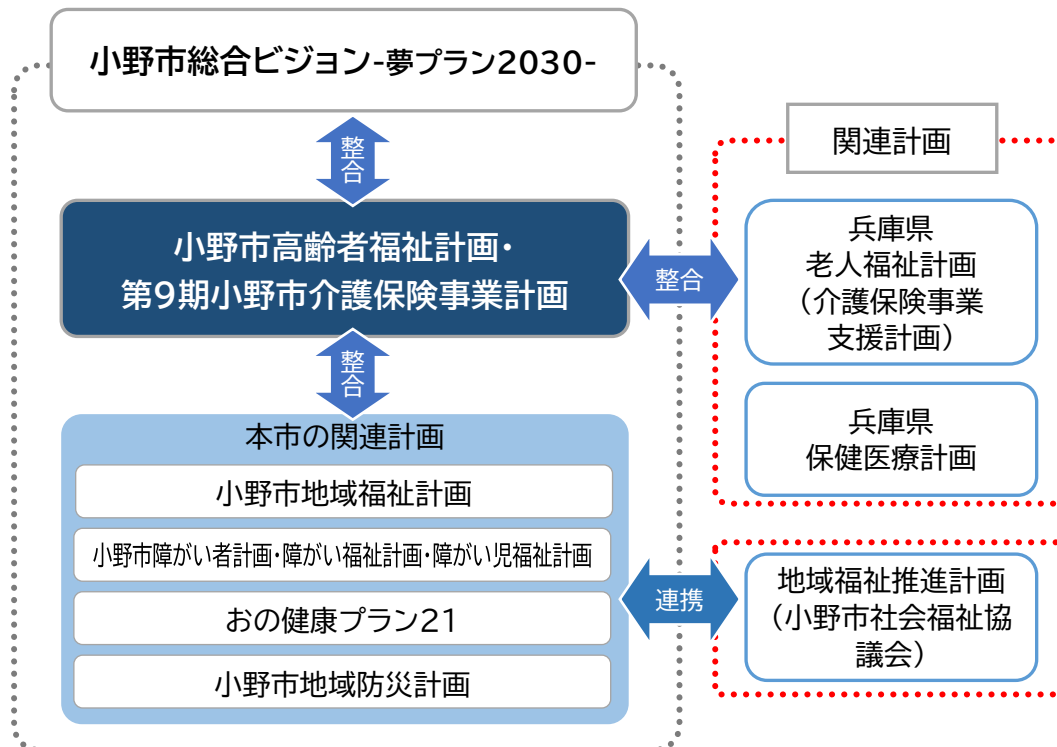 小野市総合ビジョン-夢プラン2030-
整合
小野市高齢者福祉計画・
第9期小野市介護保険事業計画
整合
本市の関連計画
小野市地域福祉計画
小野市障がい者計画・障がい福祉計画・障がい児福祉計画
おの健康プラン21
小野市地域防災計画
整合
関連計画
兵庫県
老人福祉計画
（介護保険事業
支援計画）
兵庫県
保健医療計画
連携
地域福祉推進計画
（小野市社会福祉協
議会）